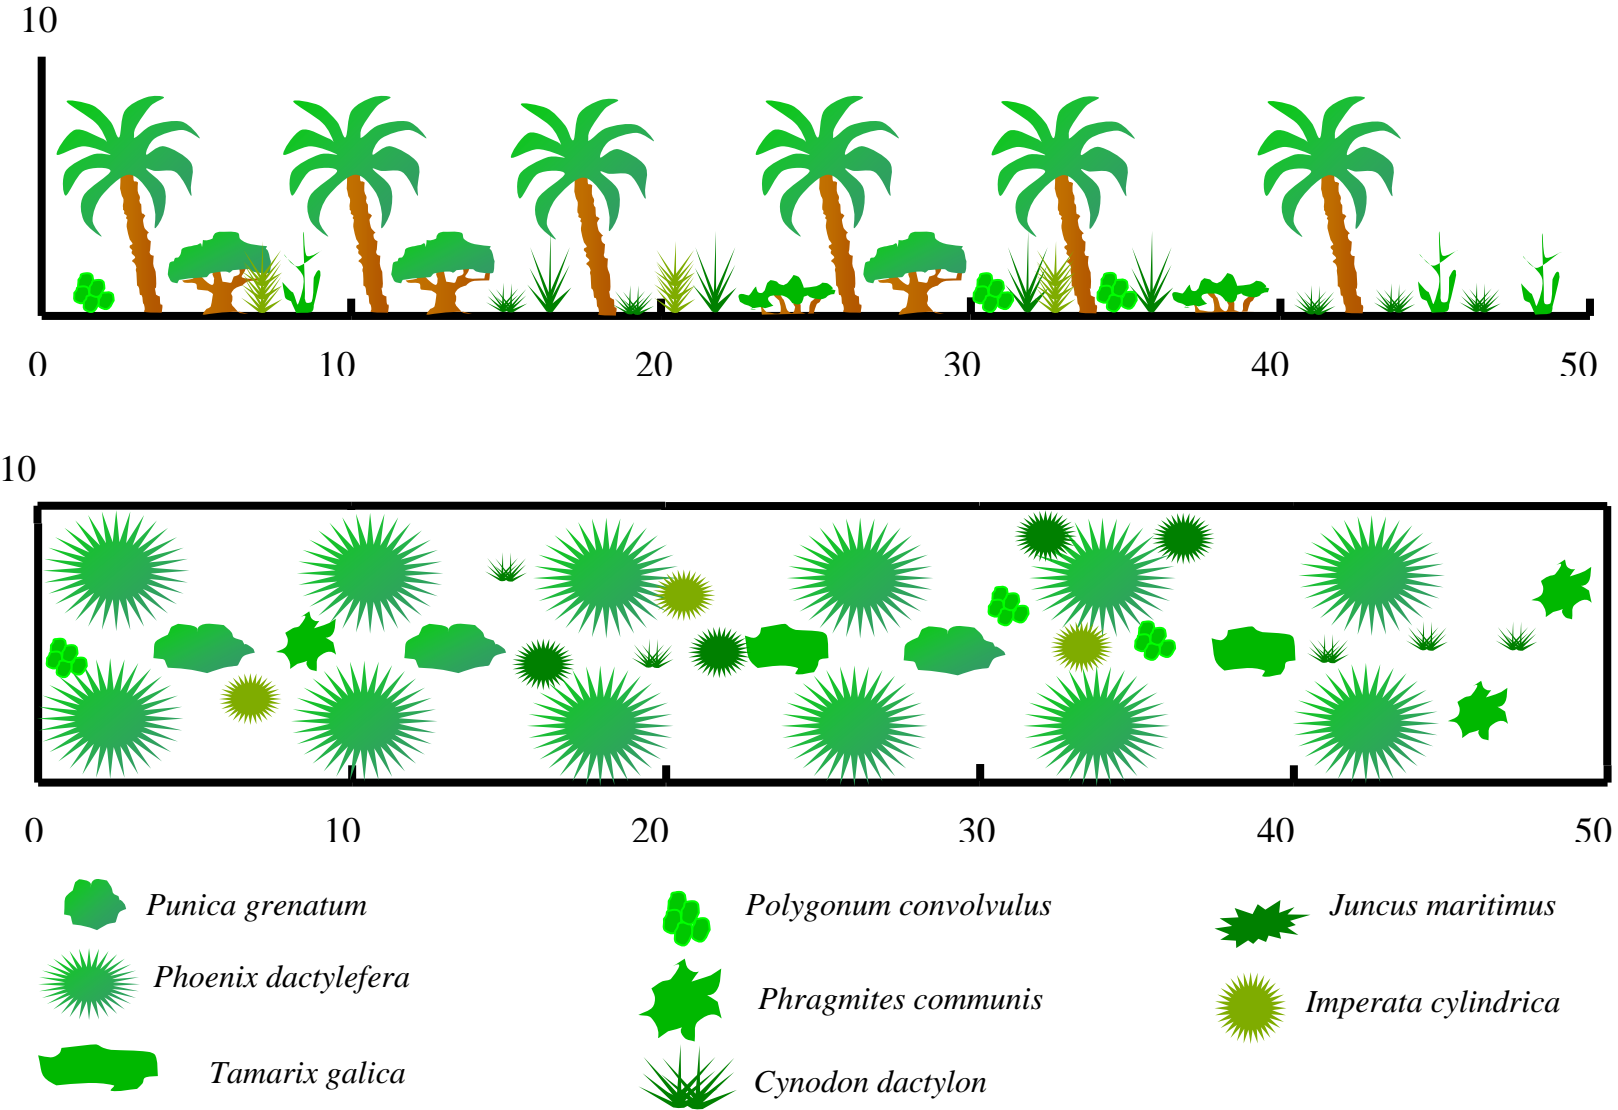 10
0 10 20 30 40 50
10
0 10 20 30 40 50
Punica grenatum Polygonum convolvulus Juncus maritimus
Phoenix dactylefera Phragmites communis Imperata cylindrica
Tamarix galica Cynodon dactylon